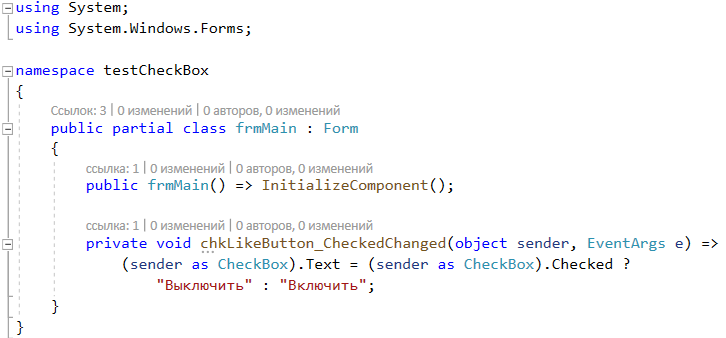 using System;
using System.Windows.Forms;
namespace testCheckBox
{
Ссылок: 3 | 0 изменений | 0 авторов, 0 изменений
public partial class frmMain : Form
{
ссылка: 1 | 0 изменений | 0 авторов, 0 изменений
public frmMain() => InitializeComponent();
ссылка: 1 | 0 изменений | 0 авторов, 0 изменений
private void chkLikeButton_CheckedChanged(object sender, EventArgs e) =>
(sender as CheckBox).Text = (sender as CheckBox).Checked ?
"Выключить" : "Включить";
}
}